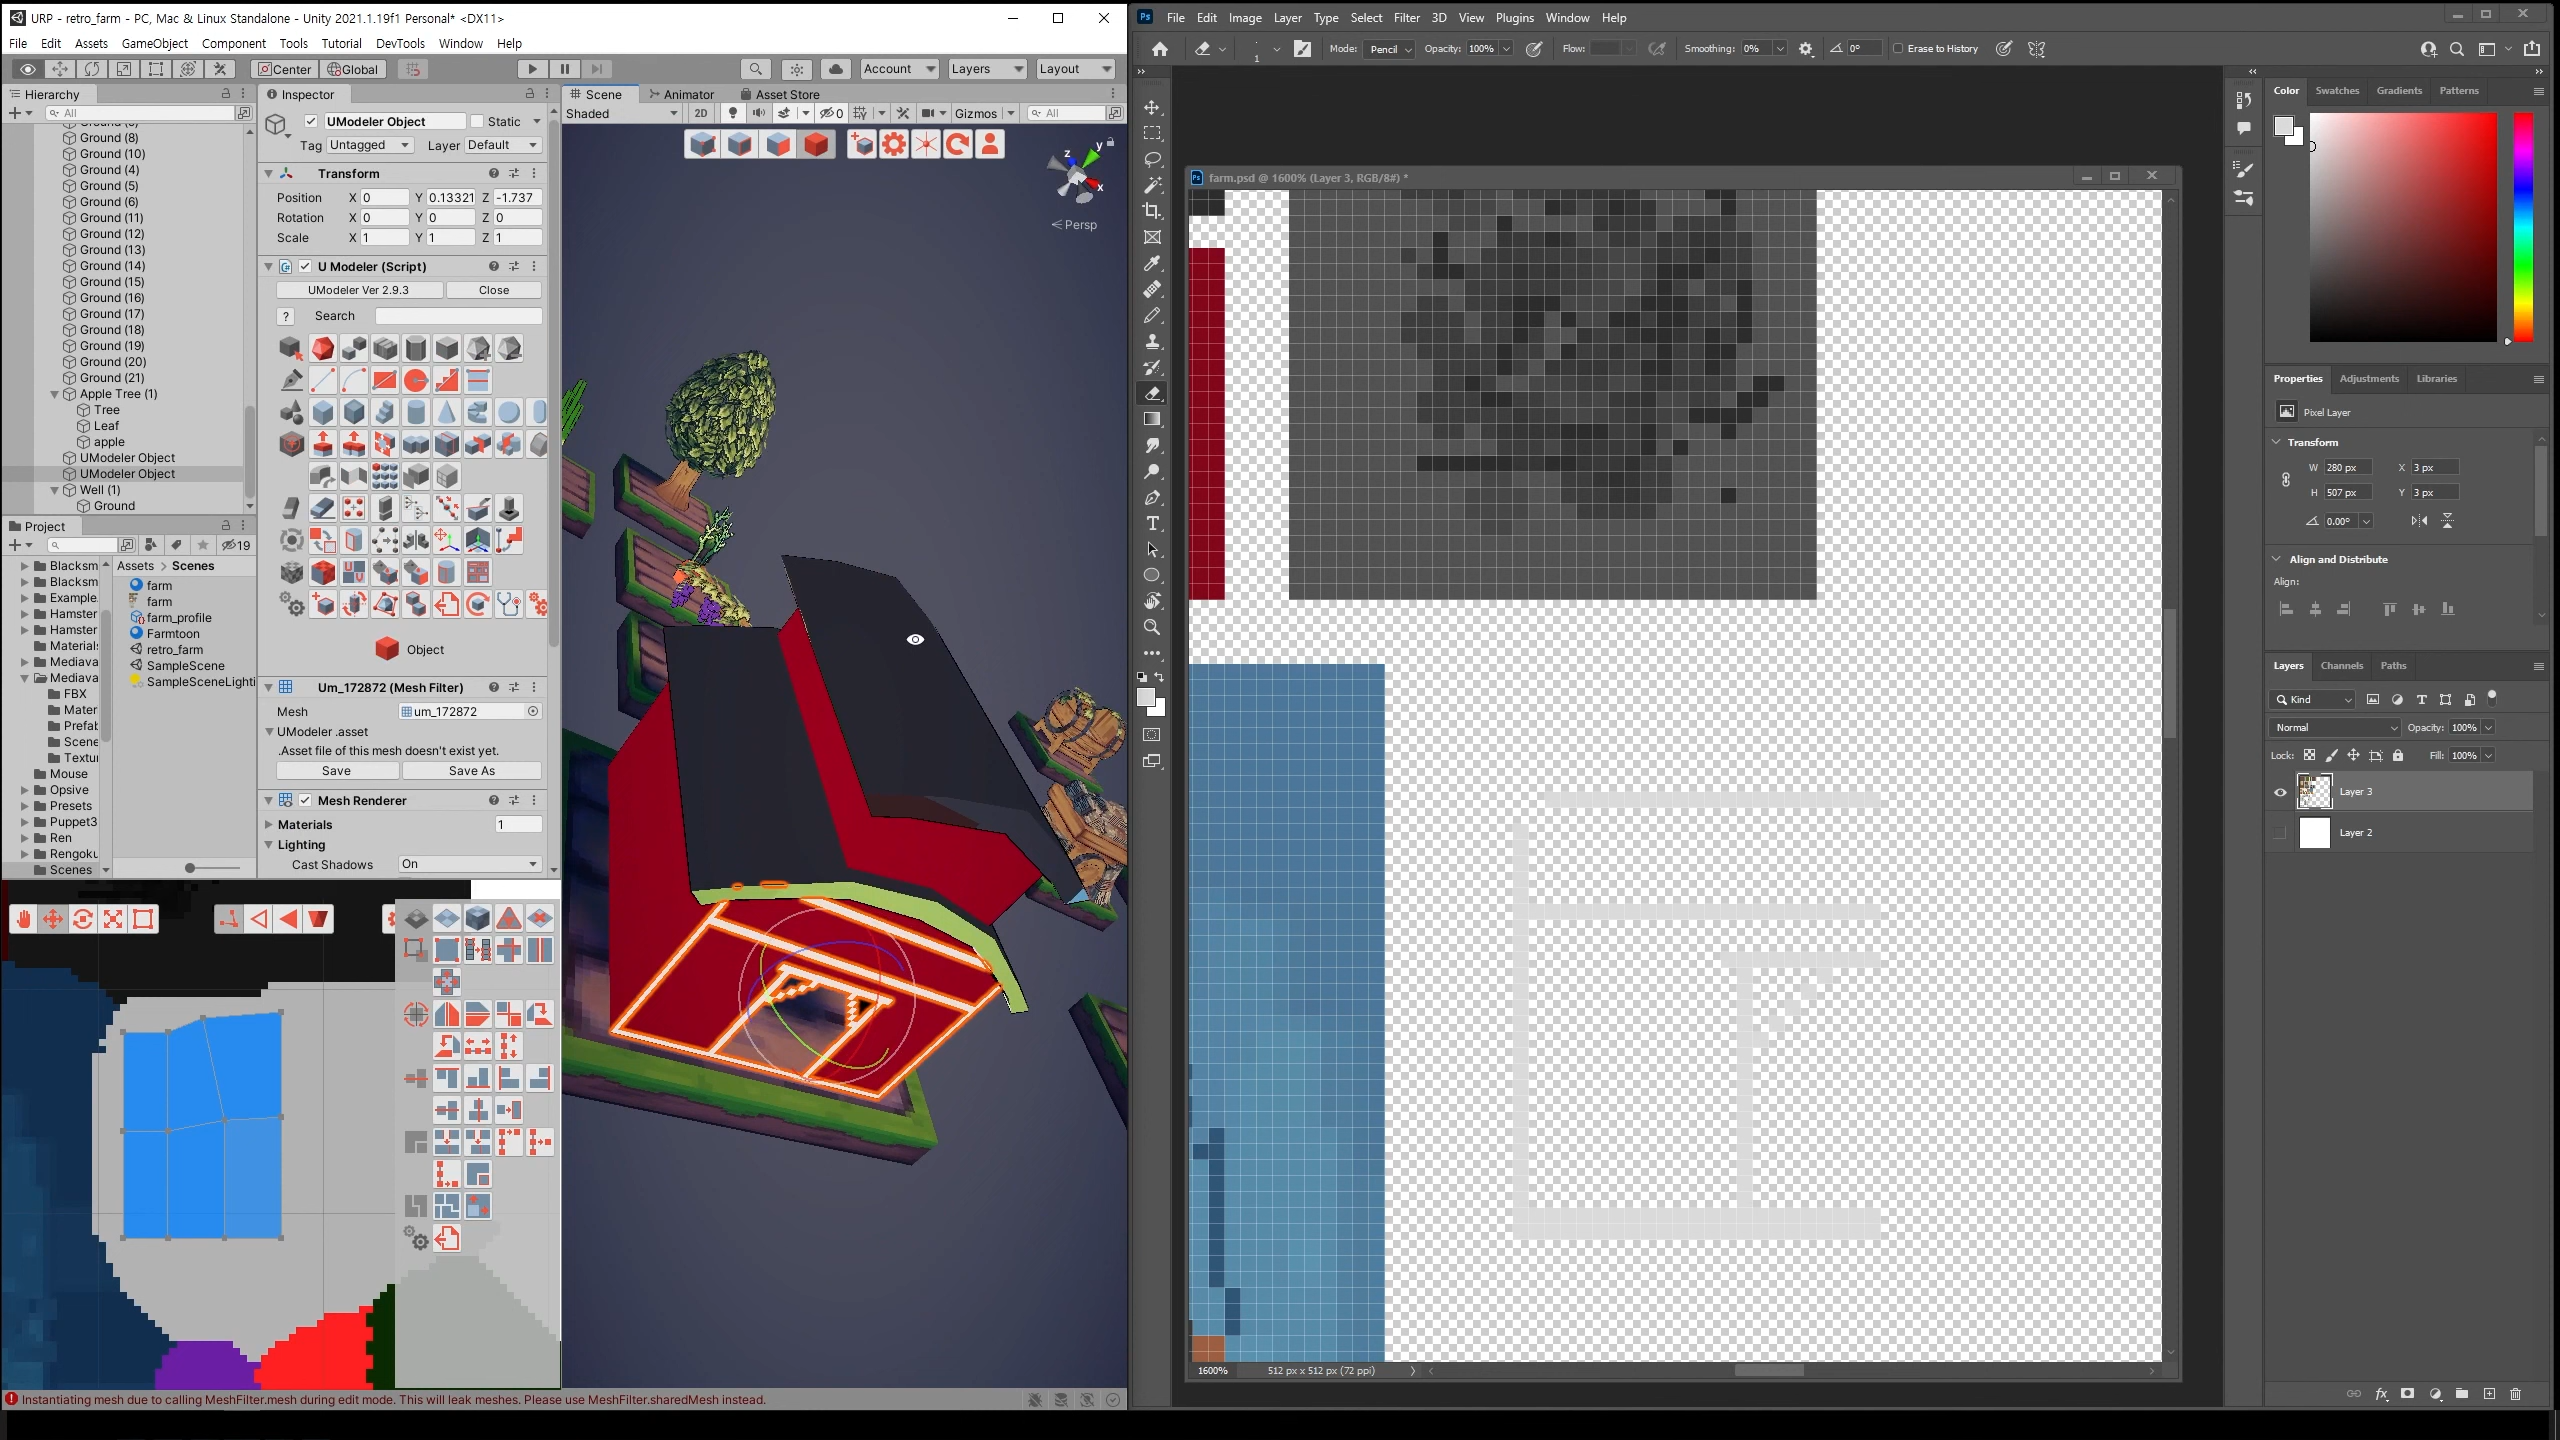 URP - retro_farm - PC, Mac & Linux Standalone - Unity 2021.1.19f1 Personal* <DX11>
File Edit Assets GameObject Component Tools Tutorial DevTools Window Help
Center Global Account Layers Layout
Hierarchy
All
Ground (8)
Ground (10)
Ground (4)
Ground (5)
Ground (6)
Ground (11)
Ground (12)
Ground (13)
Ground (14)
Ground (15)
Ground (16)
Ground (17)
Ground (18)
Ground (19)
Ground (20)
Ground (21)
Apple Tree (1)
Tree
Leaf
apple
UModeler Object
UModeler Object
Well (1)
Ground
Project
19
Blacksm
Blacksm
Example
Hamster
Hamster
Materials
Mediava
Mediava
FBX
Mater
Prefab
Scene
Textu
Mouse
Opsive
Presets
Puppet3
Ren
Rengoku
Scenes
Assets > Scenes
farm
farm
farm_profile
Farmtoon
retro_farm
SampleScene
SampleSceneLighti
Inspector
UModeler Object Static
Tag Untagged Layer Default
Transform
Position X 0 Y 0.13321 Z -1.737
Rotation X 0 Y 0 Z 0
Scale X 1 Y 1 Z 1
U Modeler (Script)
UModeler Ver 2.9.3 Close
? Search
Object
Um_172872 (Mesh Filter)
Mesh um_172872
UModeler .asset
.Asset file of this mesh doesn't exist yet.
Save Save As
Mesh Renderer
Materials 1
Lighting
Cast Shadows On
Scene Animator Asset Store
Shaded 2D 0 Gizmos All
y
z
x
Persp
Instantiating mesh due to calling MeshFilter.mesh during edit mode. This will leak meshes. Please use MeshFilter.sharedMesh instead.
Ps File Edit Image Layer Type Select Filter 3D View Plugins Window Help
1 Mode: Pencil Opacity: 100% Flow: Smoothing: 0% 0° Erase to History
farm.psd @ 1600% (Layer 3, RGB/8#) *
1600% 512 px x 512 px (72 ppi)
Color Swatches Gradients Patterns
Properties Adjustments Libraries
Pixel Layer
Transform
W 280 px X 3 px
H 507 px Y 3 px
0.00°
Align and Distribute
Align:
Layers Channels Paths
Kind
Normal Opacity: 100%
Lock: Fill: 100%
Layer 3
Layer 2
fx